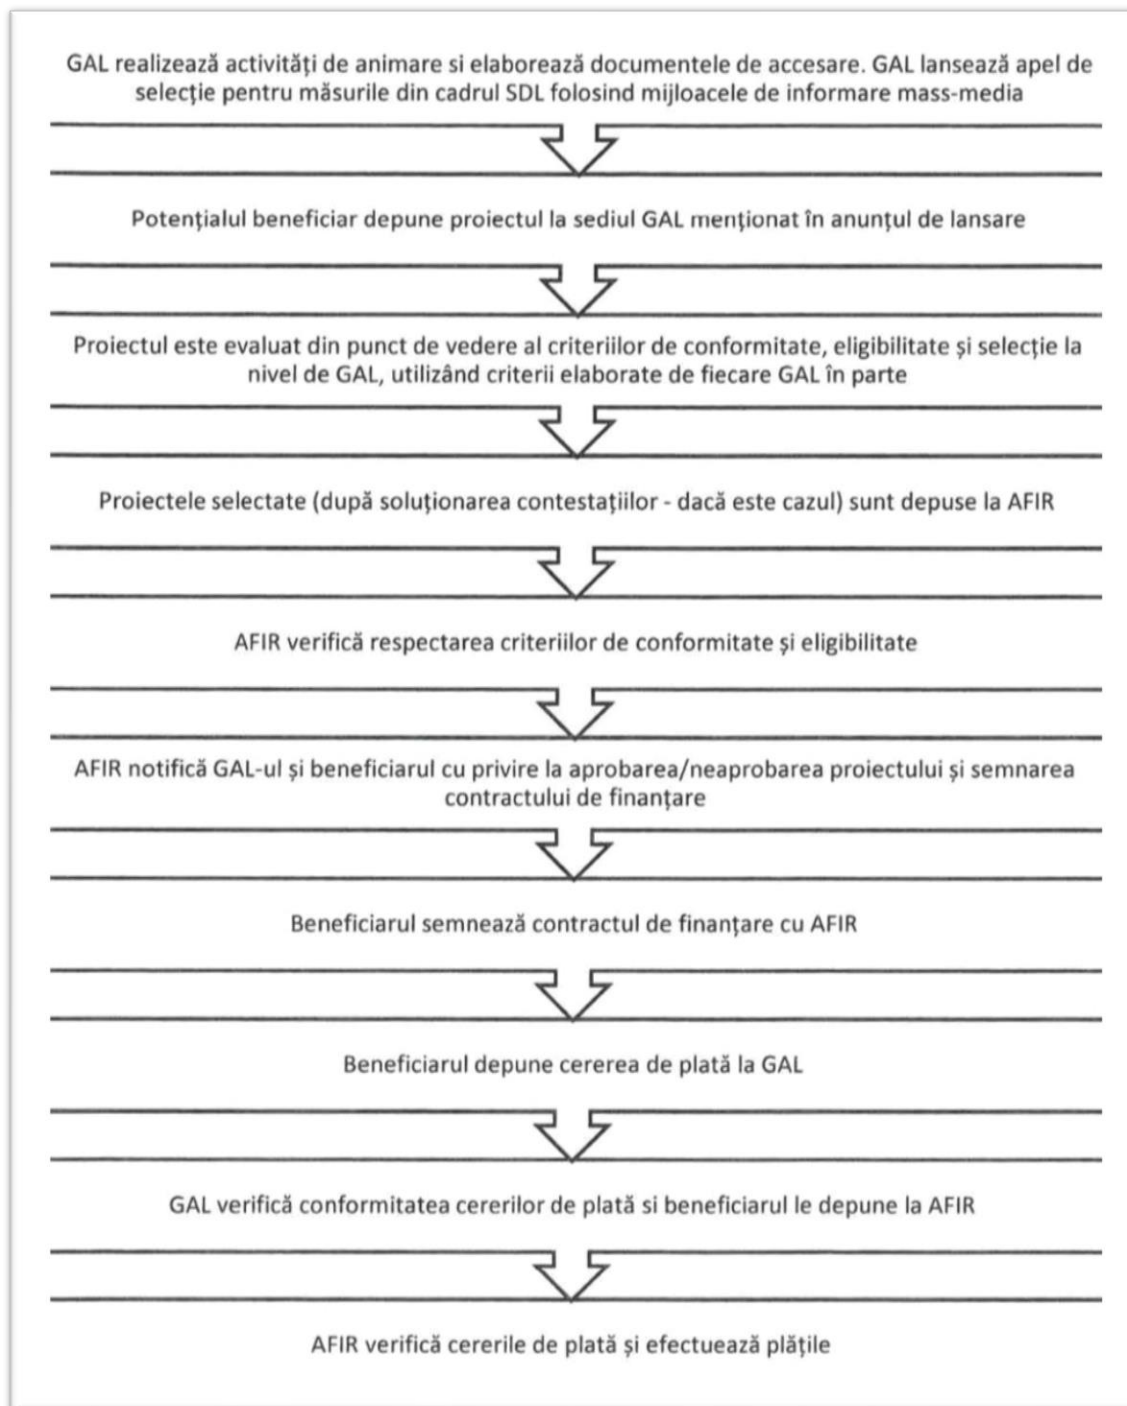 GAL realizează activități de animare si elaborează documentele de accesare. GAL lansează apel de
selecție pentru măsurile din cadrul SDL folosind mijloacele de informare mass-media
Potențialul beneficiar depune proiectul la sediul GAL menționat în anunțul de lansare
Proiectul este evaluat din punct de vedere al criteriilor de conformitate, eligibilitate și selecție la
nivel de GAL, utilizând criterii elaborate de fiecare GAL în parte
Proiectele selectate (după soluționarea contestațiilor - dacă este cazul) sunt depuse la AFIR
AFIR verifică respectarea criteriilor de conformitate și eligibilitate
AFIR notifică GAL-ul și beneficiarul cu privire la aprobarea/neaprobarea proiectului și semnarea
contractului de finanțare
Beneficiarul semnează contractul de finanțare cu AFIR
Beneficiarul depune cererea de plată la GAL
GAL verifică conformitatea cererilor de plată si beneficiarul le depune la AFIR
AFIR verifică cererile de plată și efectuează plățile